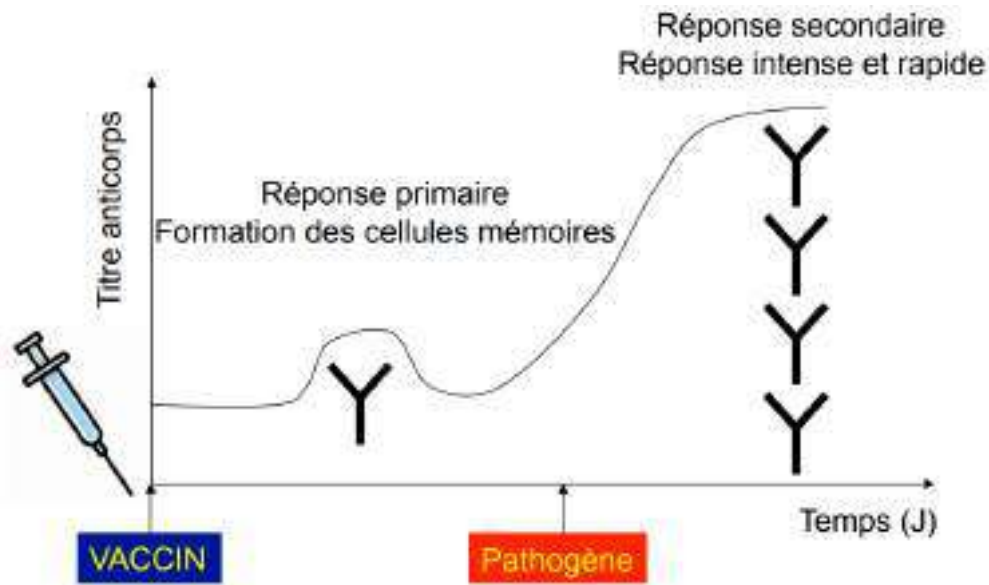 Réponse secondaire
Réponse intense et rapide
Titre anticorps
Réponse primaire
Formation des cellules mémoires
Temps (J)
VACCIN
Pathogène